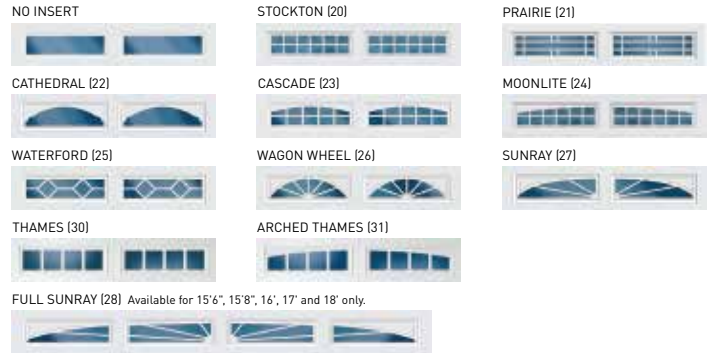 NO INSERT
STOCKTON (20)
PRAIRIE (21)
CATHEDRAL (22)
CASCADE (23)
MOONLITE (24)
WATERFORD (25)
WAGON WHEEL (26)
SUNRAY (27)
THAMES (30)
ARCHED THAMES (31)
FULL SUNRAY (28) Available for 15'6", 15'8", 16', 17' and 18' only.